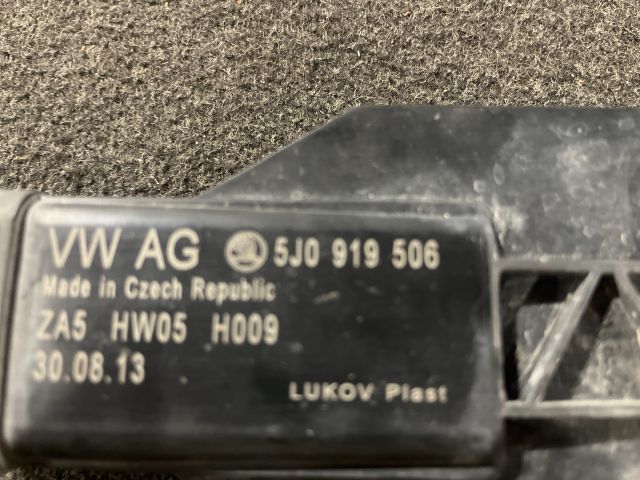 VW AG 5J0 919 506
Made in Czech Republic
ZA5 HW05 H009
30.08.13
LUKOV Plast